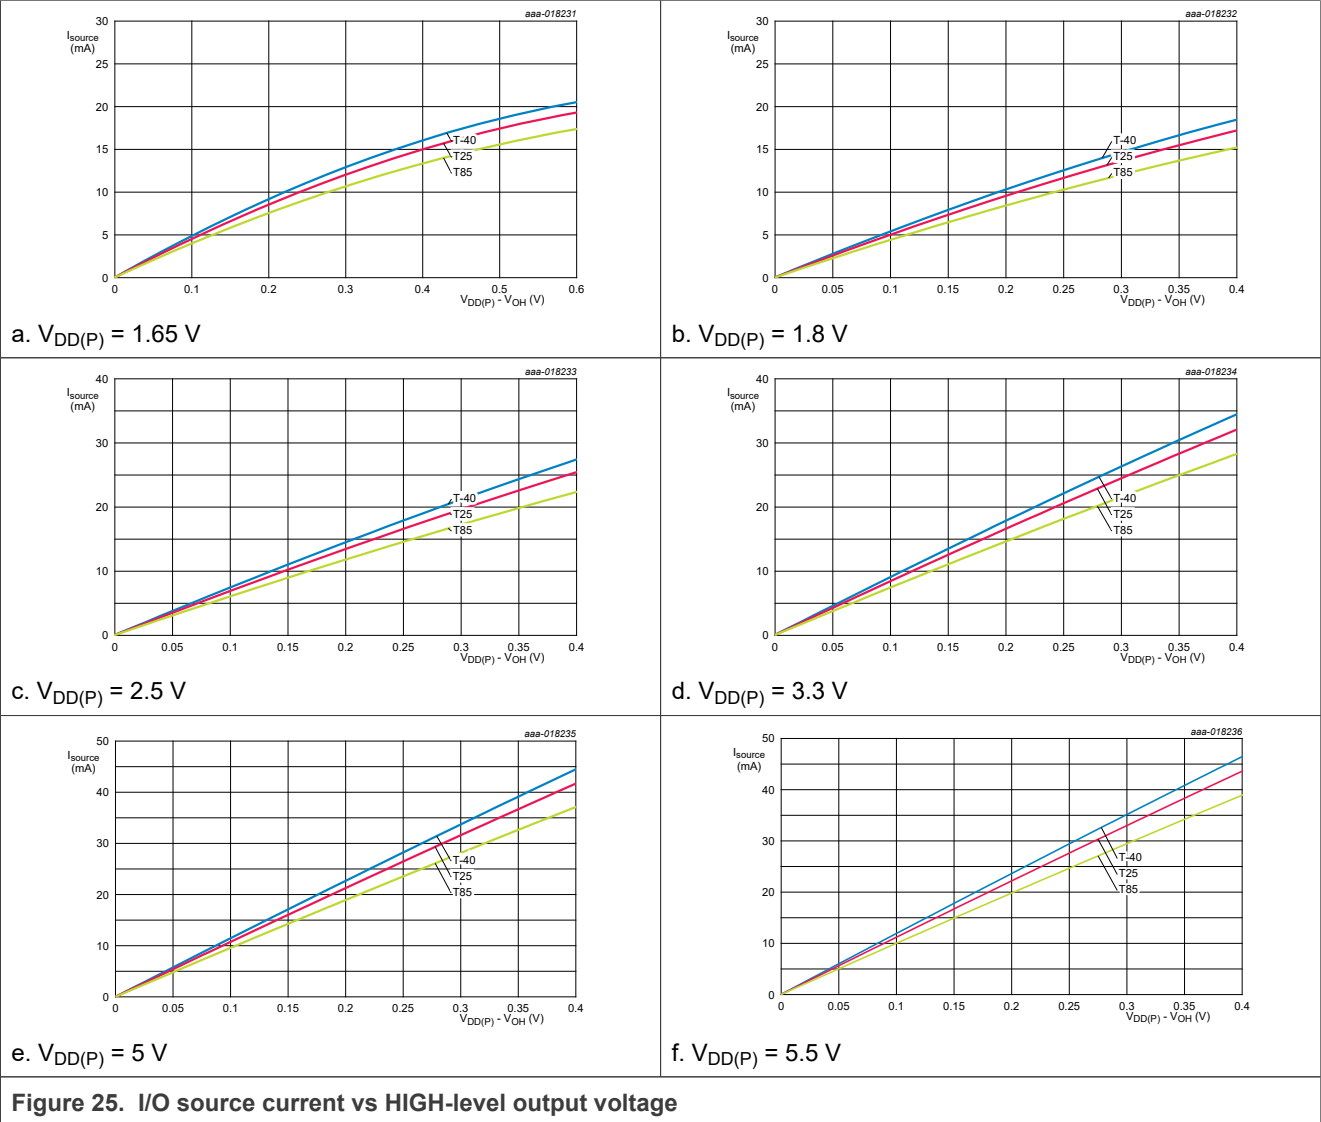 aaa-018231
30
I source
(mA)
25
20
15
10
5
0
T-40
T25
T85
0 0.1 0.2 0.3 0.4 0.5 0.6
VDD(P) - VOH (V)
a. VDD(P) = 1.65 V
aaa-018232
30
I source
(mA)
25
20
15
10
5
0
T-40
T25
T85
0 0.05 0.1 0.15 0.2 0.25 0.3 0.35 0.4
VDD(P) - VOH (V)
b. VDD(P) = 1.8 V
aaa-018233
40
I source
(mA)
30
20
10
0
T-40
T25
T85
0 0.05 0.1 0.15 0.2 0.25 0.3 0.35 0.4
VDD(P) - VOH (V)
c. VDD(P) = 2.5 V
aaa-018234
40
I source
(mA)
30
20
10
0
T-40
T25
T85
0 0.05 0.1 0.15 0.2 0.25 0.3 0.35 0.4
VDD(P) - VOH (V)
d. VDD(P) = 3.3 V
aaa-018235
50
I source
(mA)
40
30
20
10
0
T-40
T25
T85
0 0.05 0.1 0.15 0.2 0.25 0.3 0.35 0.4
VDD(P) - VOH (V)
e. VDD(P) = 5 V
aaa-018236
50
I source
(mA)
40
30
20
10
0
T-40
T25
T85
0 0.05 0.1 0.15 0.2 0.25 0.3 0.35 0.4
VDD(P) - VOH (V)
f. VDD(P) = 5.5 V
Figure 25. I/O source current vs HIGH-level output voltage